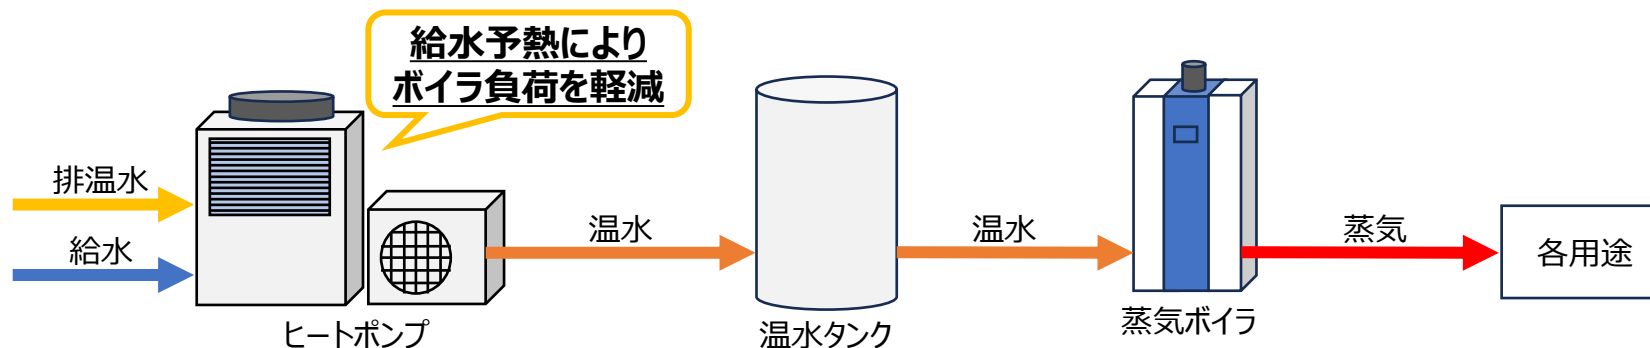 給水予熱により
ボイラ負荷を軽減
排温水
給水
ヒートポンプ
温水
温水タンク
温水
蒸気ボイラ
蒸気
各用途